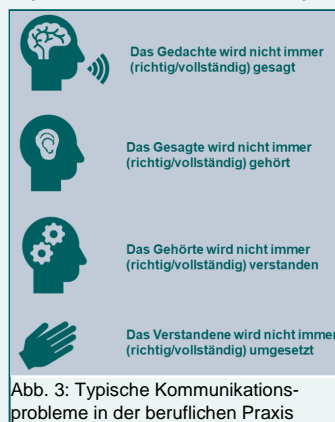 Das Gedachte wird nicht immer
(richtig/vollständig) gesagt
Das Gesagte wird nicht immer
(richtig/vollständig) gehört
Das Gehörte wird nicht immer
(richtig/vollständig) verstanden
Das Verstandene wird nicht immer
(richtig/vollständig) umgesetzt
Abb. 3: Typische Kommunikations-
probleme in der beruflichen Praxis